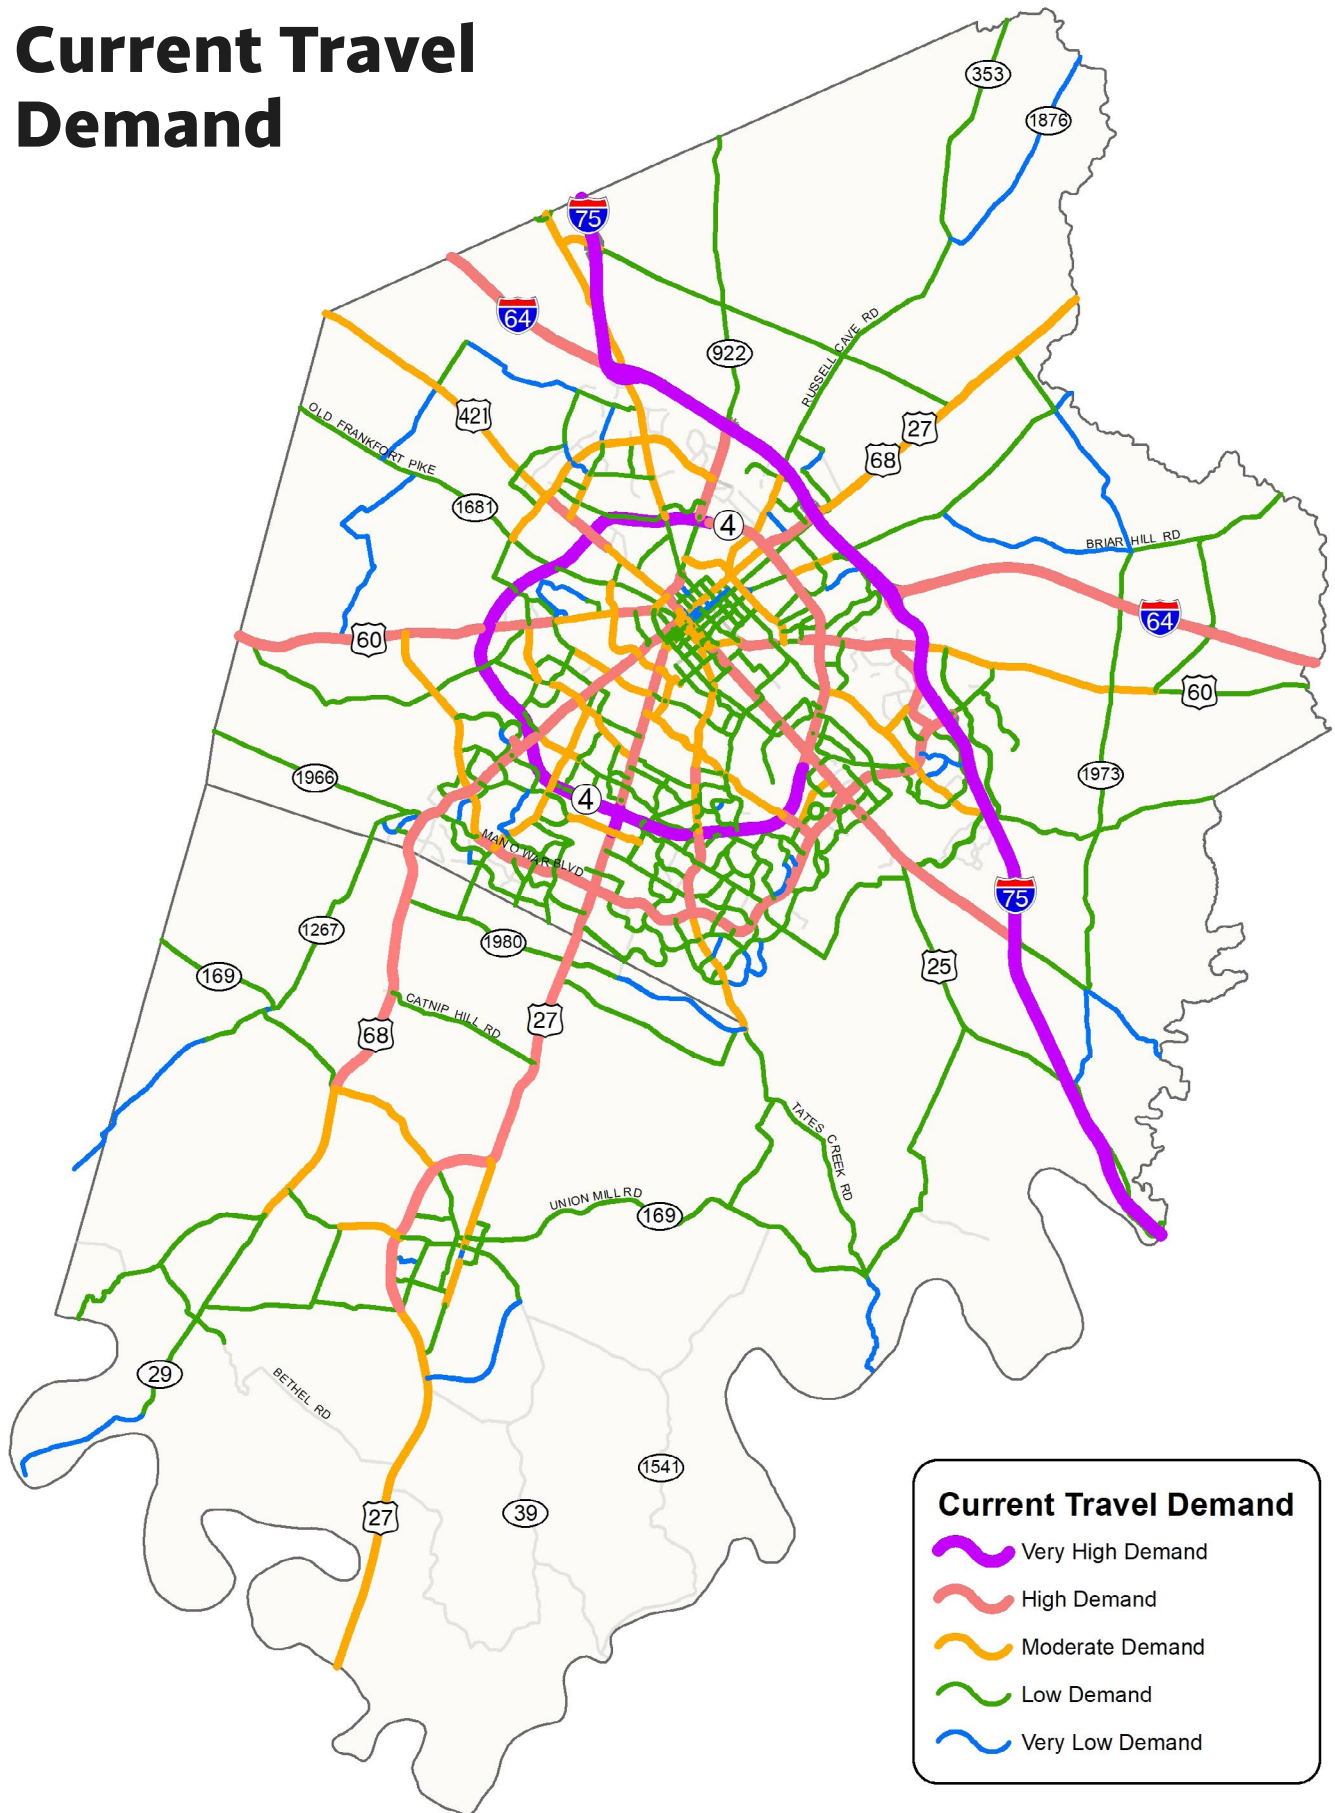 Current Travel
Demand
353
1876
75
64
922
RUSSELL CAVE RD
421
27
68
OLD FRANKFORT PIKE
1681
4
BRIAR HILL RD
64
60
60
1966
1973
4
MAN O WAR BLVD
75
1267
1980
169
25
CATNIP HILL RD
27
68
TATES CREEK RD
UNION MILL RD
169
29
BETHEL RD
1541
27
39
Current Travel Demand
Very High Demand
High Demand
Moderate Demand
Low Demand
Very Low Demand